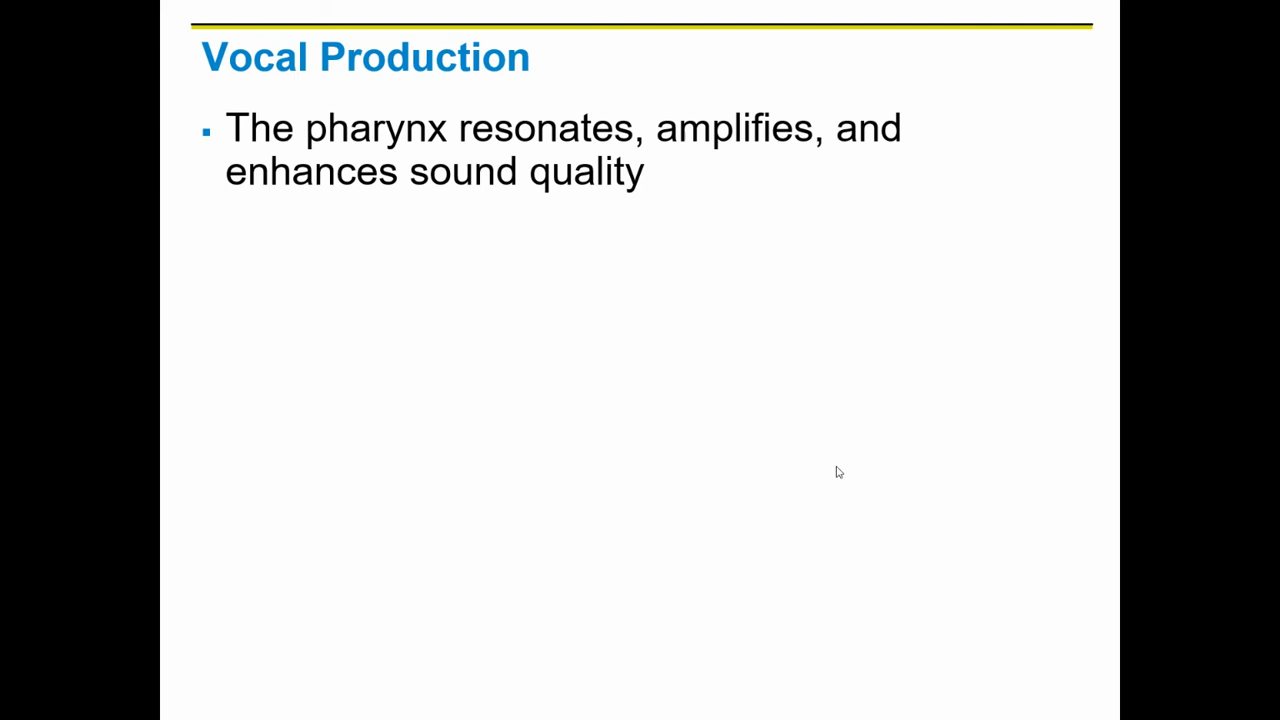 Vocal Production
▪ The pharynx resonates, amplifies, and
enhances sound quality